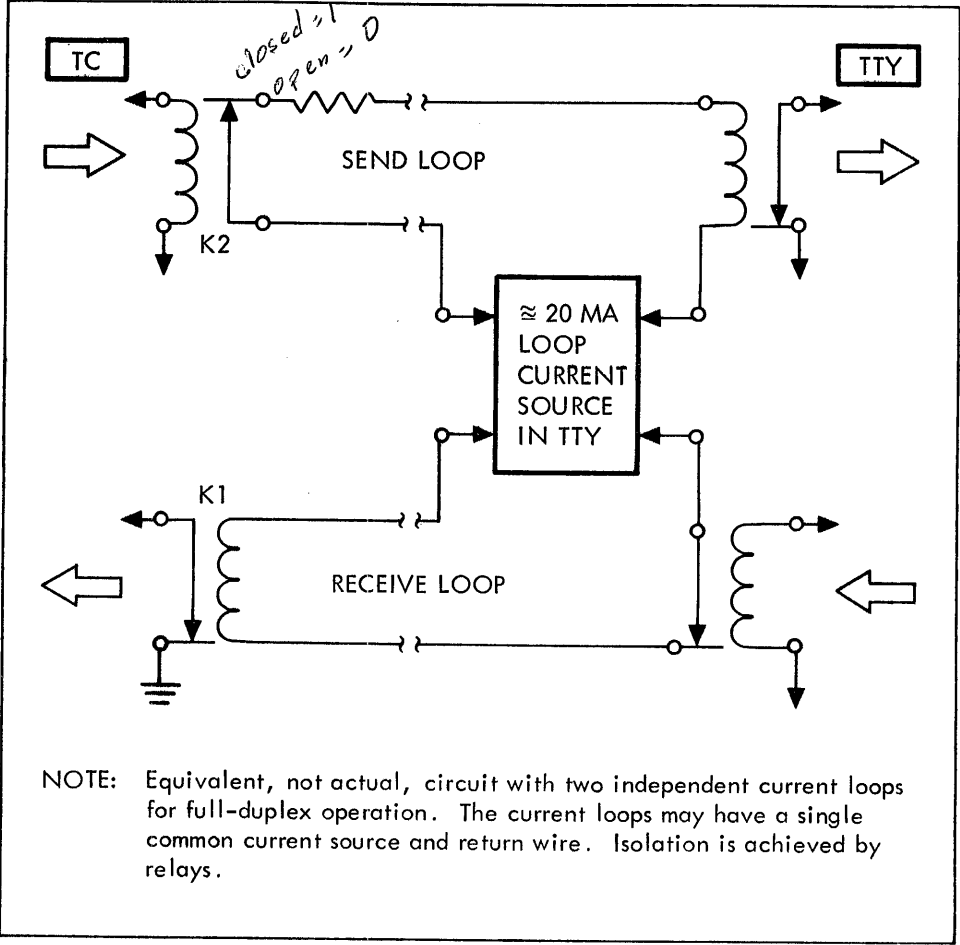 closed = 1
open = 0
TC
TTY
SEND LOOP
K2
≅ 20 MA
LOOP
CURRENT
SOURCE
IN TTY
K1
RECEIVE LOOP
NOTE: Equivalent, not actual, circuit with two independent current loops
for full-duplex operation. The current loops may have a single
common current source and return wire. Isolation is achieved by
relays.